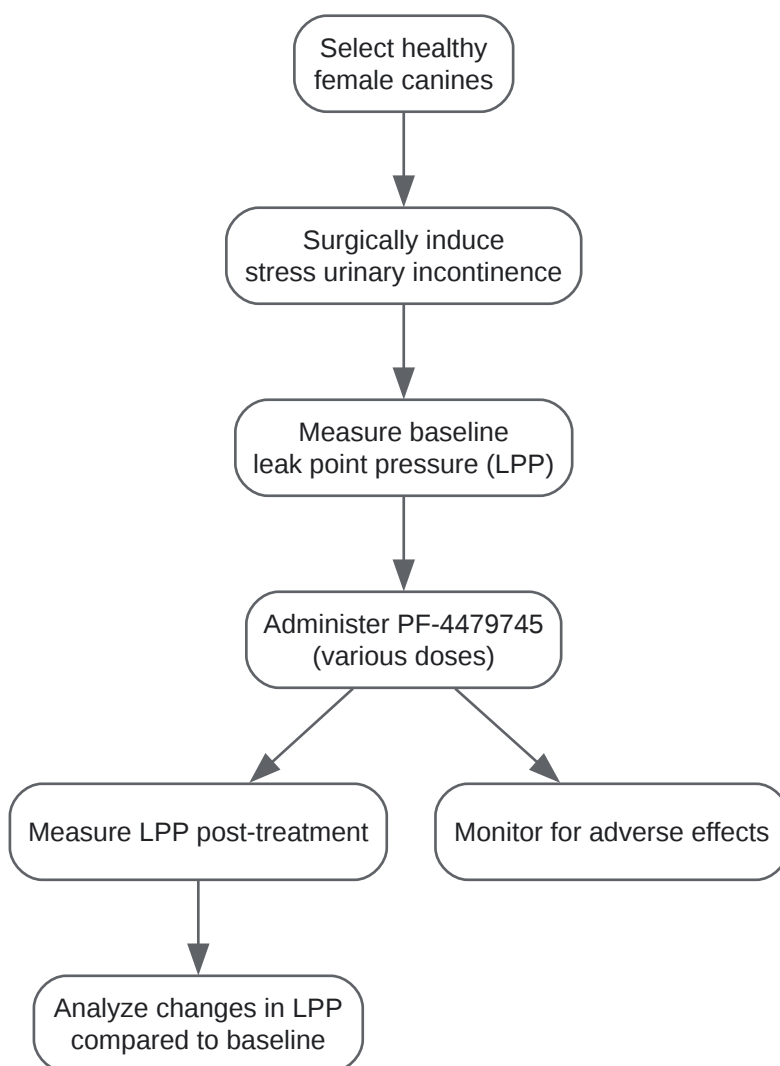 Select healthy
female canines
Surgically induce
stress urinary incontinence
Measure baseline
leak point pressure (LPP)
Administer PF-4479745
(various doses)
Measure LPP post-treatment
Monitor for adverse effects
Analyze changes in LPP
compared to baseline